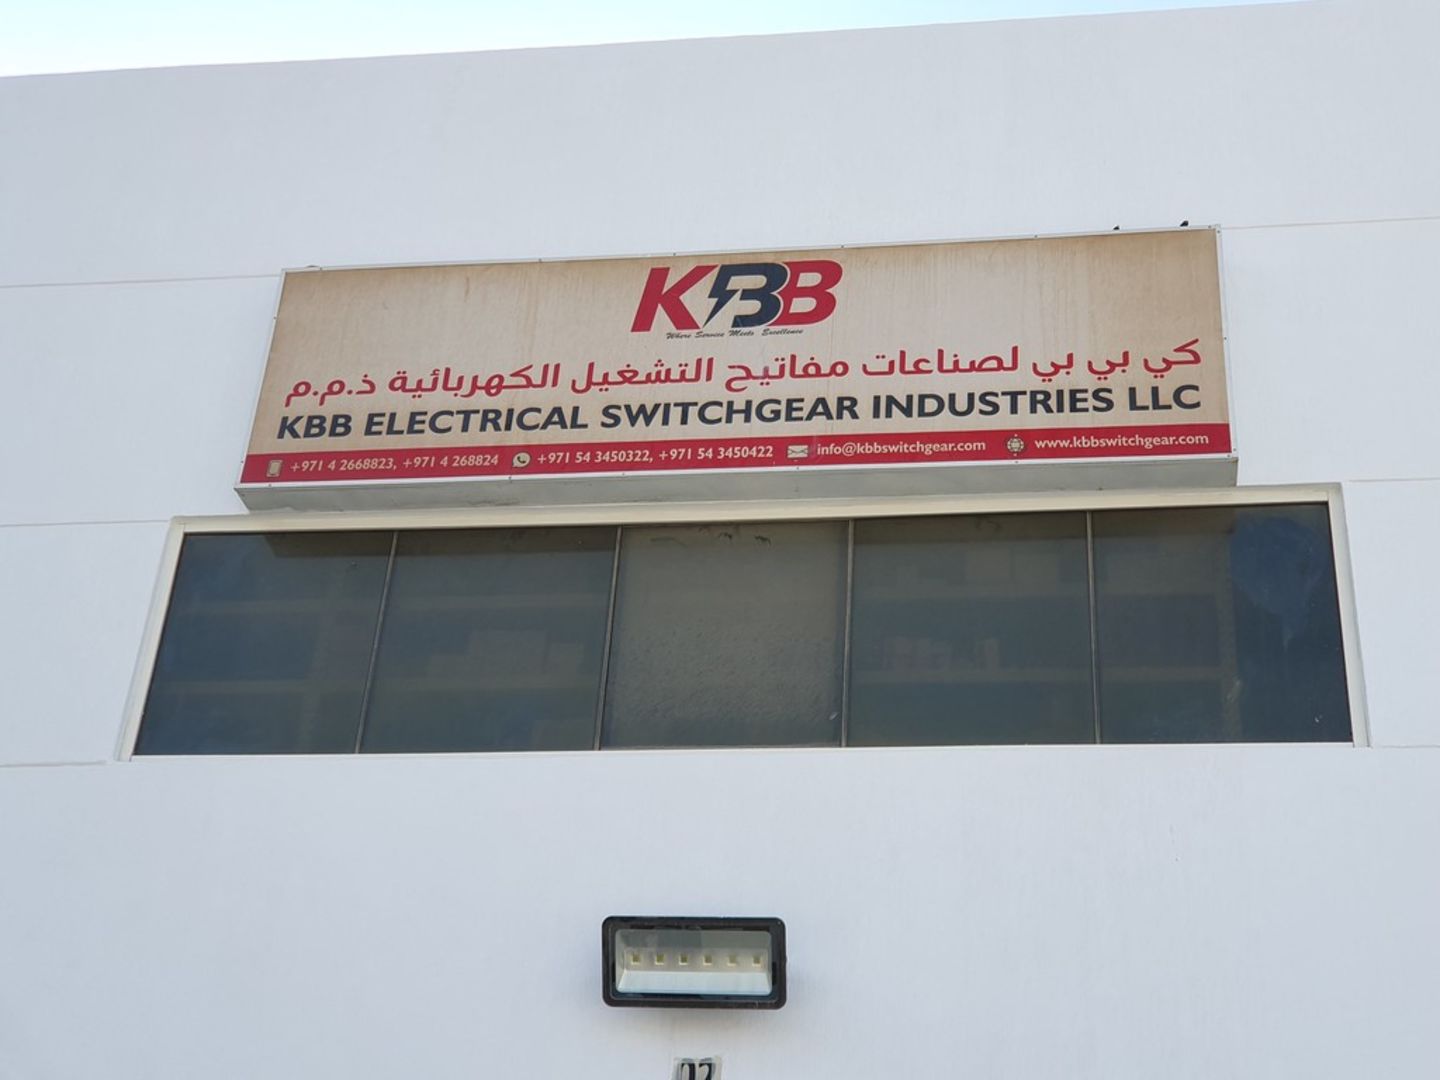 KBB
Where Service Meets Excellence
كي بي بي لصناعات مفاتيح التشغيل الكهربائية ذ.م.م
KBB ELECTRICAL SWITCHGEAR INDUSTRIES LLC
+971 4 2668823, +971 4 268824 +971 54 3450322, +971 54 3450422 info@kbbswitchgear.com www.kbbswitchgear.com